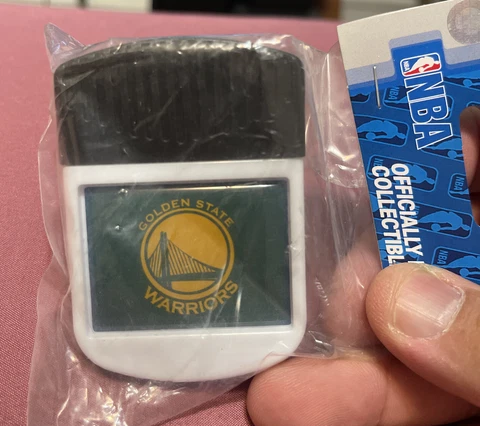 GOLDEN STATE
WARRIORS
NBA
OFFICIALLY
COLLECTIBL